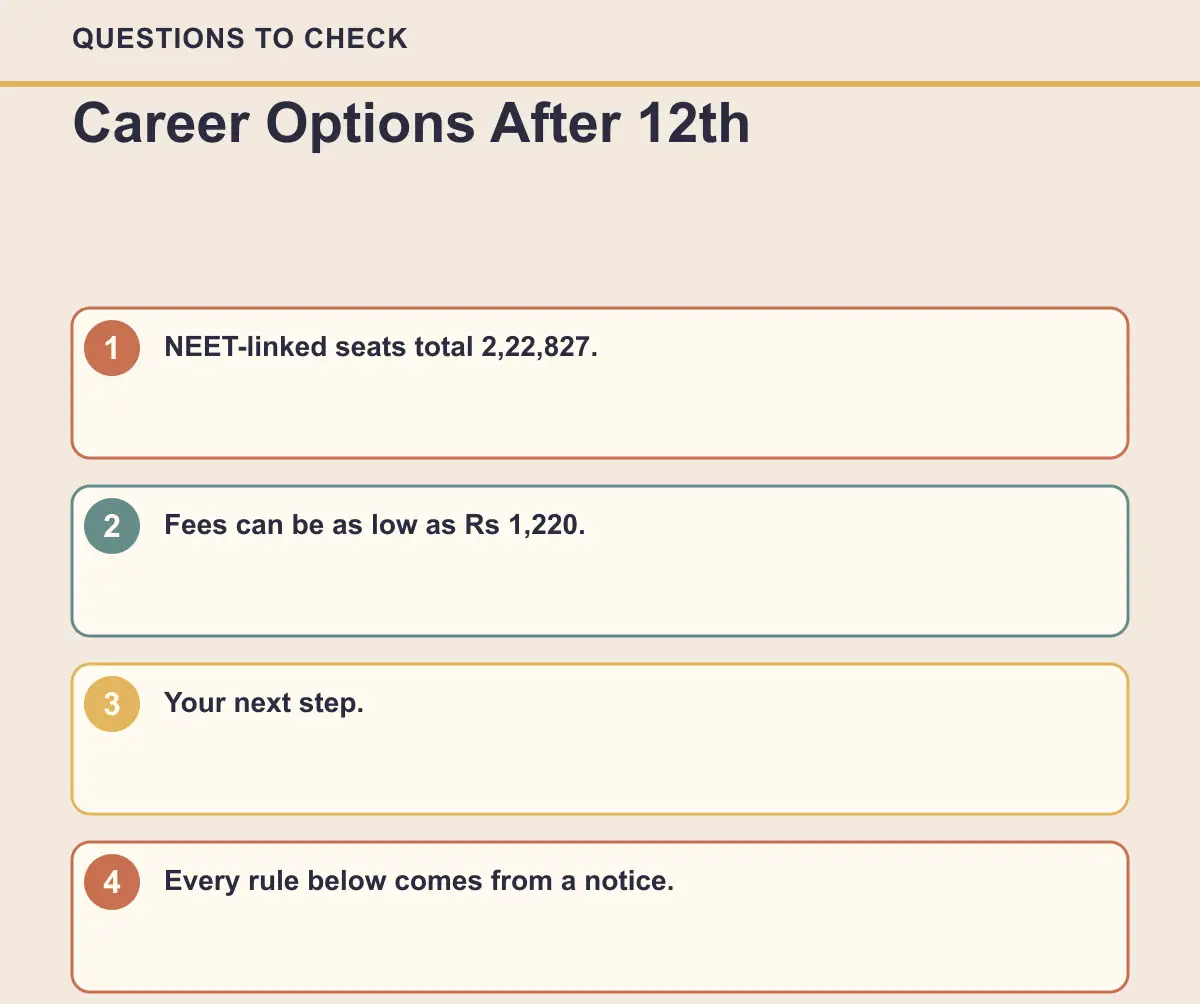 QUESTIONS TO CHECK
Career Options After 12th
1 NEET-linked seats total 2,22,827.
2 Fees can be as low as Rs 1,220.
3 Your next step.
4 Every rule below comes from a notice.